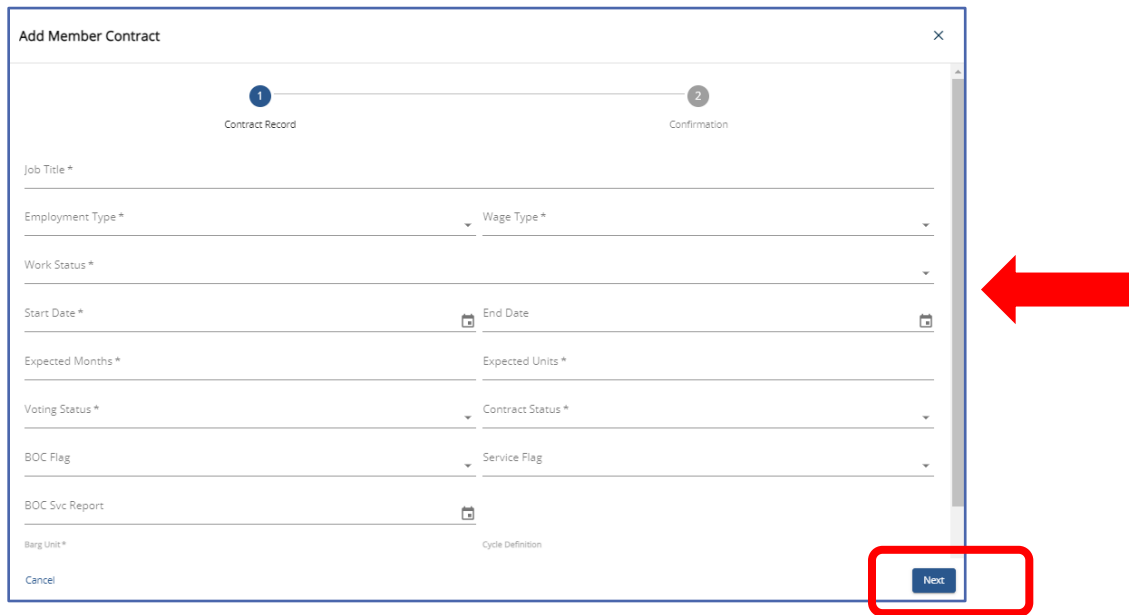 Add Member Contract
1
2
Contract Record
Confirmation
Job Title *
Employment Type *
Wage Type *
Work Status *
Start Date *
End Date
Expected Months *
Expected Units *
Voting Status *
Contract Status *
BOC Flag
Service Flag
BOC Svc Report
Barg Unit *
Cycle Definition
Cancel
Next